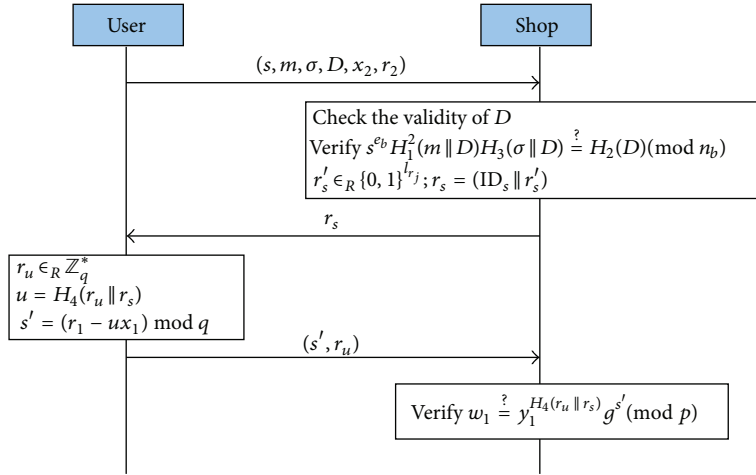 User
Shop
(s, m, σ, D, x₂, r₂)
Check the validity of D
Verify s^{e_b} H₁²(m ‖ D)H₃(σ ‖ D) ≟ H₂(D)(mod n_b)
r′_s ∈_R {0, 1}^{l_{r_j}}; r_s = (ID_s ‖ r′_s)
r_s
r_u ∈_R ℤ*_q
u = H₄(r_u ‖ r_s)
s′ = (r₁ − ux₁) mod q
(s′, r_u)
Verify w₁ ≟ y₁^{H₄(r_u ‖ r_s)} g^{s′}(mod p)